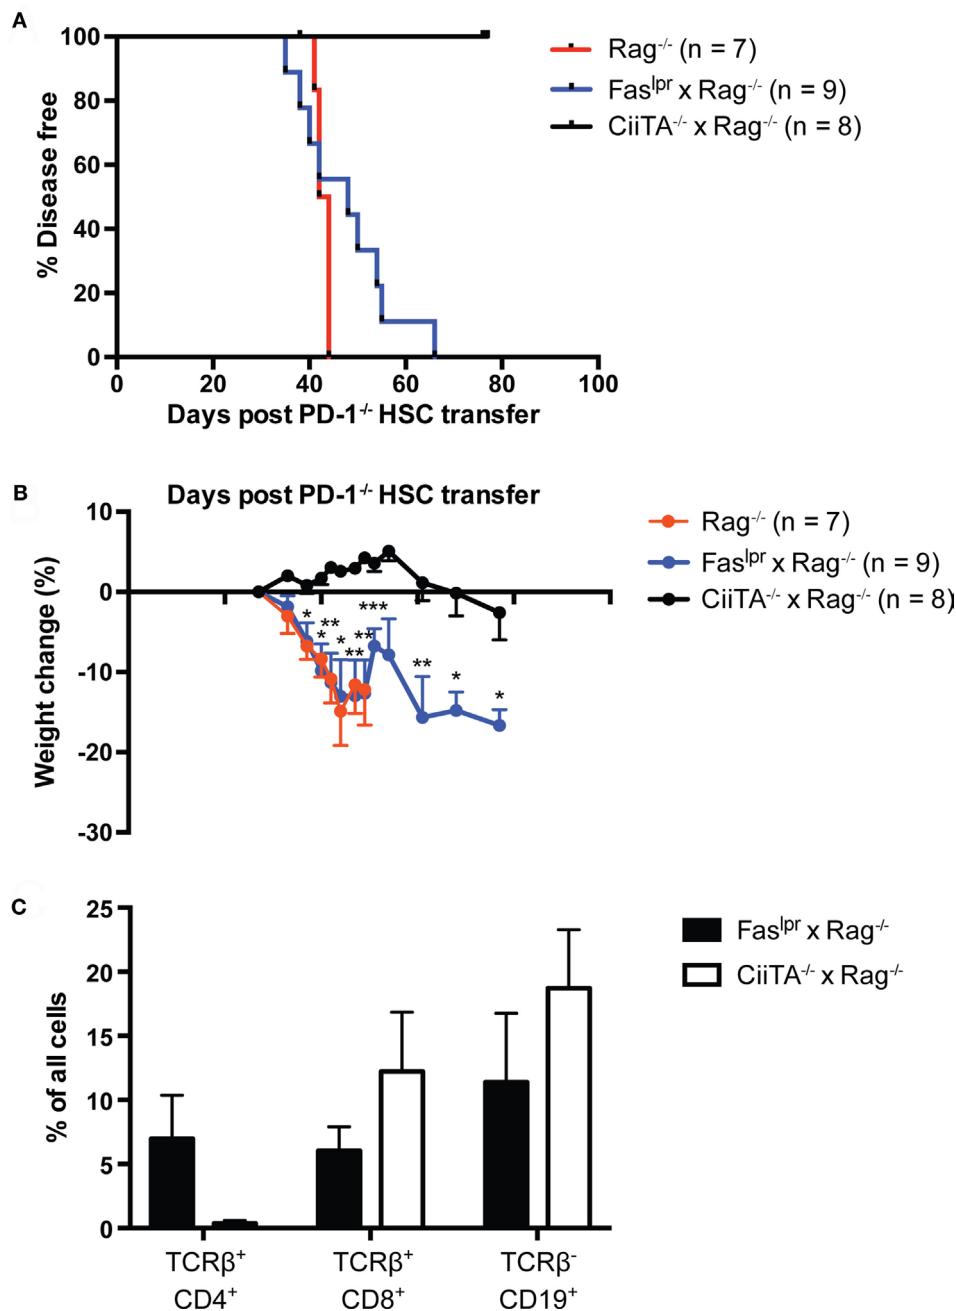 A
100
80
60
40
20
0
% Disease free
0 20 40 60 80 100
Days post PD-1-/- HSC transfer
Rag-/- (n = 7)
Faslpr x Rag-/- (n = 9)
CiiTA-/- x Rag-/- (n = 8)
B
Days post PD-1-/- HSC transfer
10
0
-10
-20
-30
Weight change (%)
* ** * * ** ** *** ** * *
Rag-/- (n = 7)
Faslpr x Rag-/- (n = 9)
CiiTA-/- x Rag-/- (n = 8)
C
25
20
15
10
5
0
% of all cells
Faslpr x Rag-/-
CiiTA-/- x Rag-/-
TCRβ+ TCRβ+ TCRβ-
CD4+ CD8+ CD19+